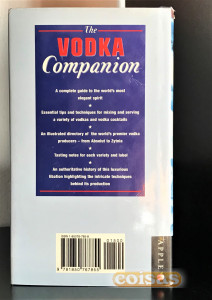 The
VODKA
Companion
A complete guide to the world's most
elegant spirit
Essential tips and techniques for mixing and serving
a variety of vodkas and vodka cocktails
An illustrated directory of the world's premier vodka
producers – from Absolut to Zytnia
Tasting notes for each variety and label
An authoritative history of this luxurious
libation highlighting the intricate techniques
behind its production
APPLE
coisas